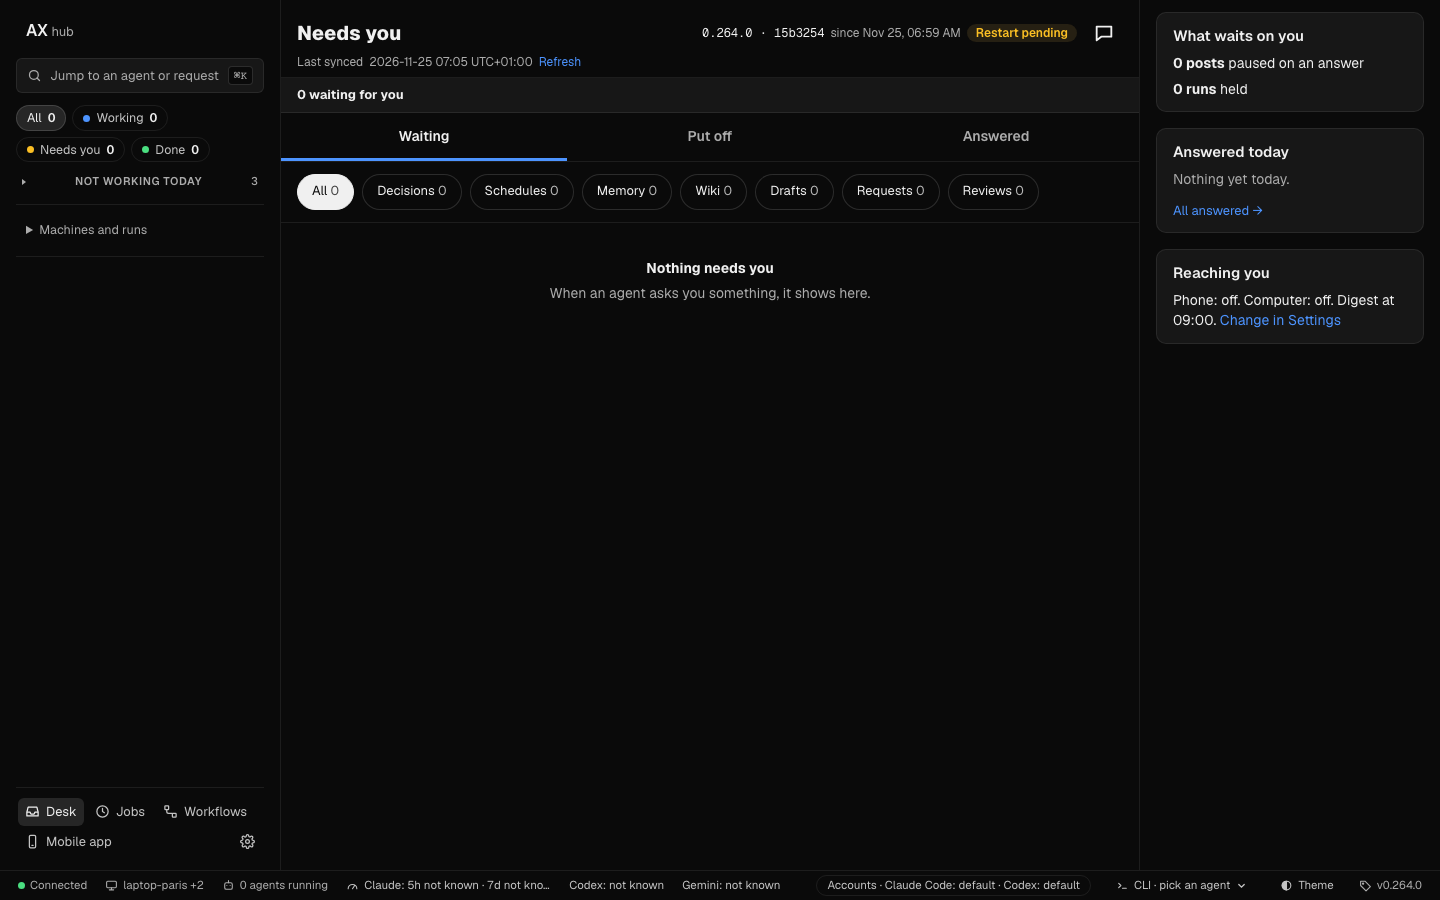 AX hub
Jump to an agent or request ⌘K
All 0
Working 0
Needs you 0
Done 0
NOT WORKING TODAY 3
Machines and runs
Desk
Jobs
Workflows
Mobile app
Needs you
0.264.0 · 15b3254 since Nov 25, 06:59 AM Restart pending
Last synced 2026-11-25 07:05 UTC+01:00 Refresh
0 waiting for you
Waiting
Put off
Answered
All 0
Decisions 0
Schedules 0
Memory 0
Wiki 0
Drafts 0
Requests 0
Reviews 0
Nothing needs you
When an agent asks you something, it shows here.
What waits on you
0 posts paused on an answer
0 runs held
Answered today
Nothing yet today.
All answered →
Reaching you
Phone: off. Computer: off. Digest at
09:00. Change in Settings
Connected
laptop-paris +2
0 agents running
Claude: 5h not known · 7d not kno...
Codex: not known
Gemini: not known
Accounts · Claude Code: default · Codex: default
CLI · pick an agent
Theme
v0.264.0